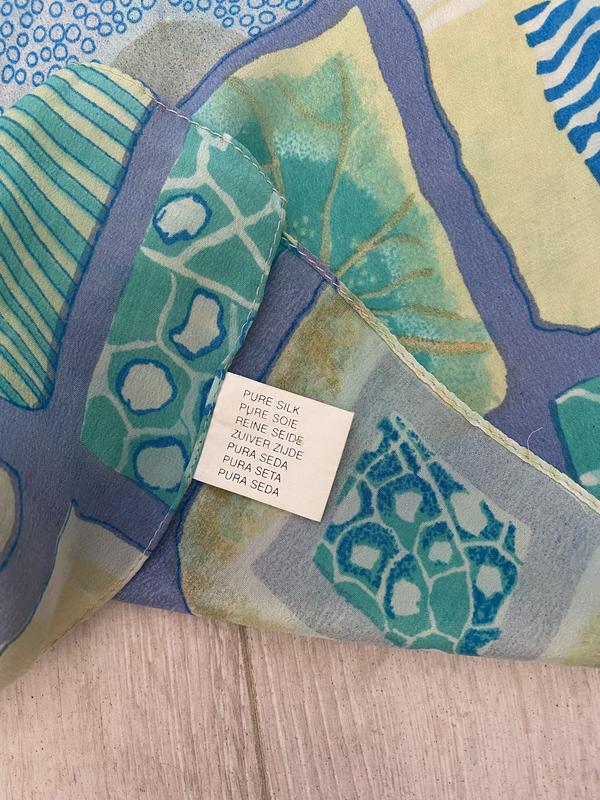 PURE SILK
PURE SOIE
REINE SEIDE
ZUIVER ZIJDE
PURA SEDA
PURA SETA
PURA SEDA